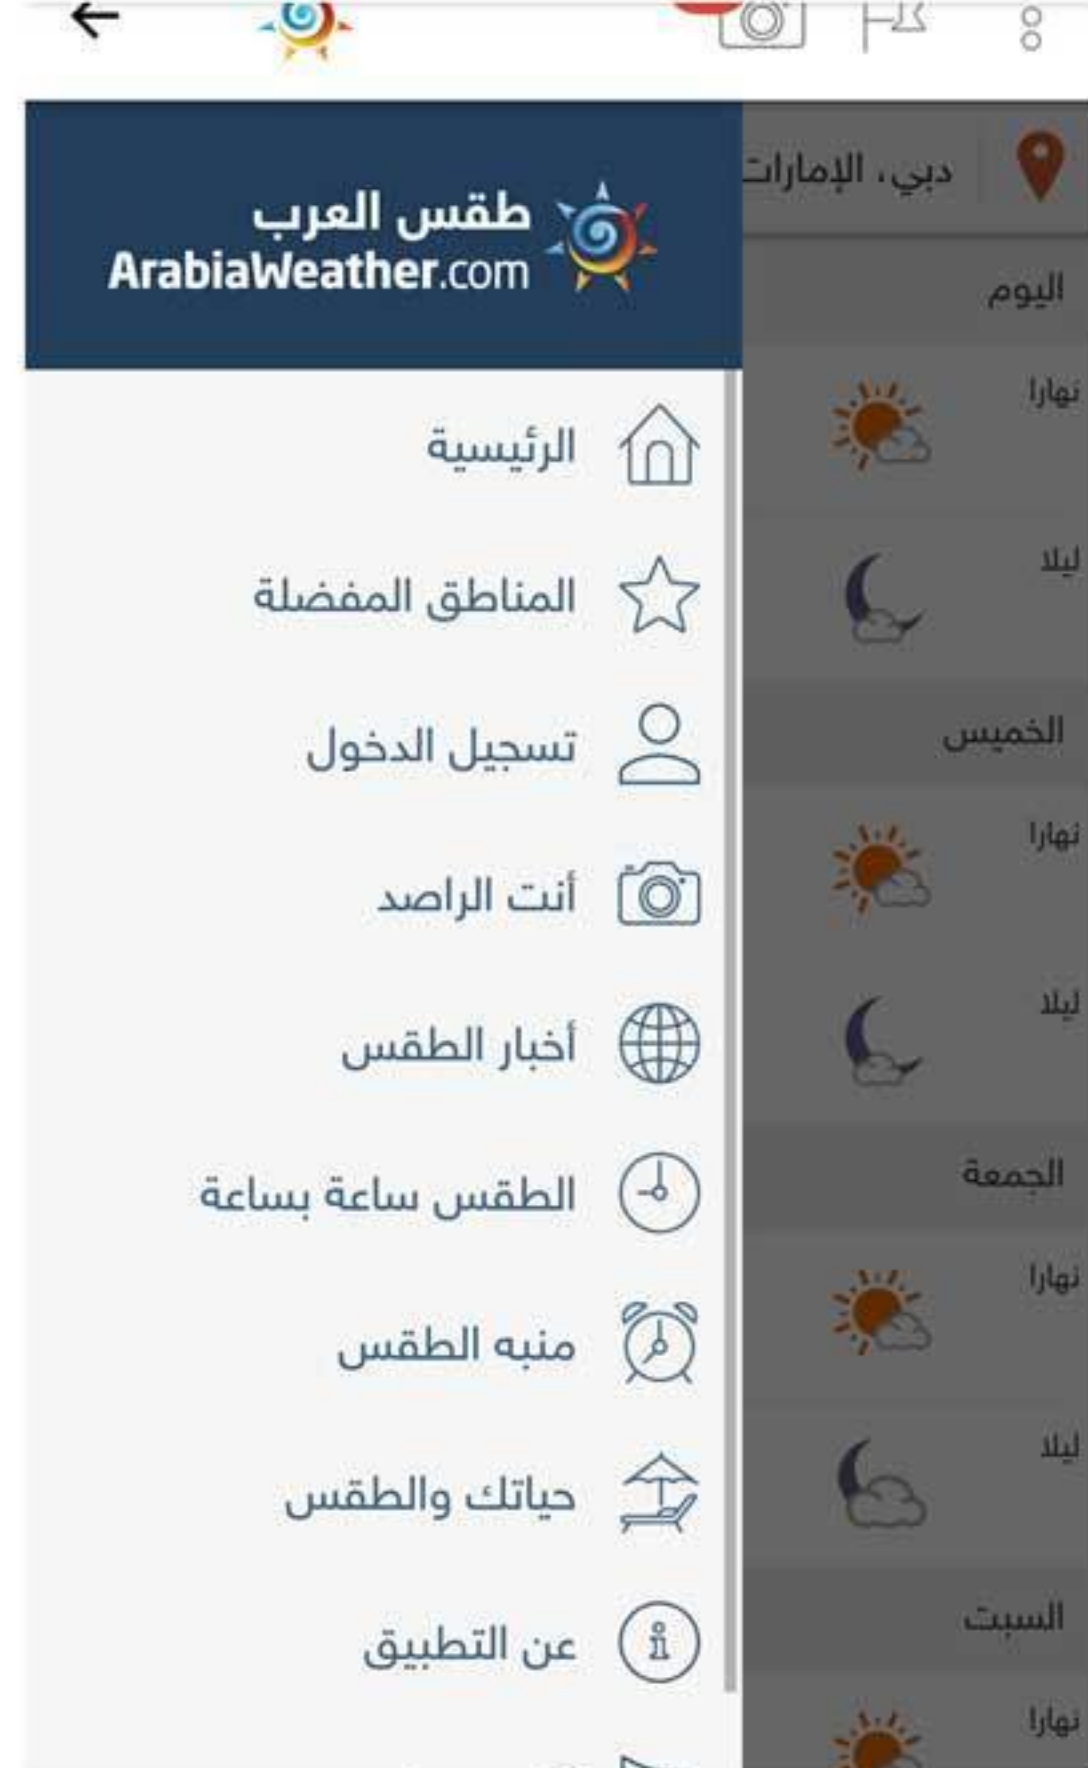 دبي، الإمارات
طقس العرب
ArabiaWeather.com
الرئيسية
المناطق المفضلة
تسجيل الدخول
أنت الراصد
أخبار الطقس
الطقس ساعة بساعة
منبه الطقس
حياتك والطقس
عن التطبيق
اليوم
نهارا
ليلا
الخميس
نهارا
ليلا
الجمعة
نهارا
ليلا
السبت
نهارا